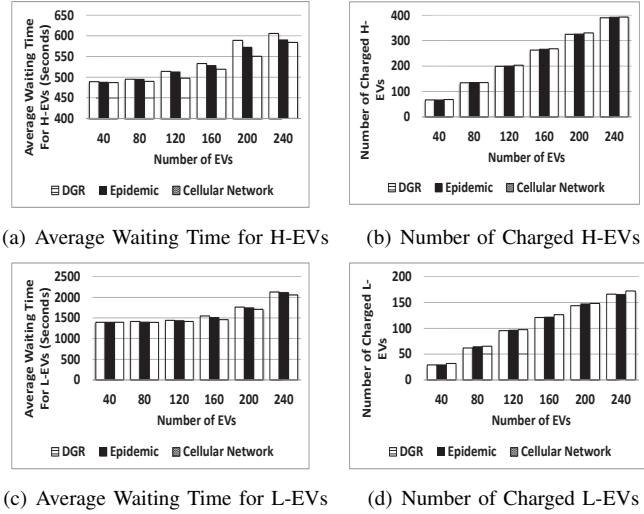 650
600
550
500
450
400
Average Waiting Time
For H-EVs (Seconds)
40 80 120 160 200 240
Number of EVs
DGR Epidemic Cellular Network
(a) Average Waiting Time for H-EVs
400
300
200
100
0
Number of Charged H-
EVs
40 80 120 160 200 240
Number of EVs
DGR Epidemic Cellular Network
(b) Number of Charged H-EVs
2500
2000
1500
1000
500
0
Average Waiting Time
For L-EVs (Seconds)
40 80 120 160 200 240
Number of EVs
DGR Epidemic Cellular Network
(c) Average Waiting Time for L-EVs
200
150
100
50
0
Number of Charged L-
EVs
40 80 120 160 200 240
Number of EVs
DGR Epidemic Cellular Network
(d) Number of Charged L-EVs